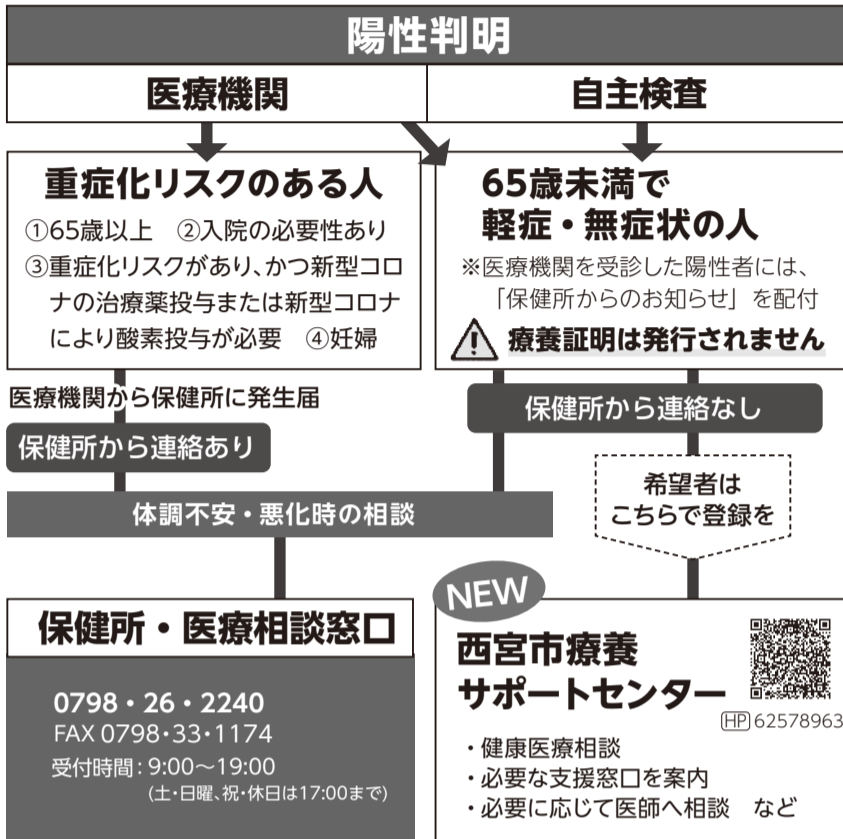 陽性判明
医療機関
自主検査
重症化リスクのある人
①65歳以上　②入院の必要性あり
③重症化リスクがあり、かつ新型コロ
ナの治療薬投与または新型コロナ
により酸素投与が必要　④妊婦
65歳未満で
軽症・無症状の人
※医療機関を受診した陽性者には、
「保健所からのお知らせ」を配付
療養証明は発行されません
医療機関から保健所に発生届
保健所から連絡あり
保健所から連絡なし
体調不安・悪化時の相談
希望者は
こちらで登録を
保健所・医療相談窓口
0798・26・2240
FAX 0798・33・1174
受付時間：9:00～19:00
(土・日曜、祝・休日は17:00まで)
NEW
西宮市療養
サポートセンター
HP 62578963
・健康医療相談
・必要な支援窓口を案内
・必要に応じて医師へ相談　など